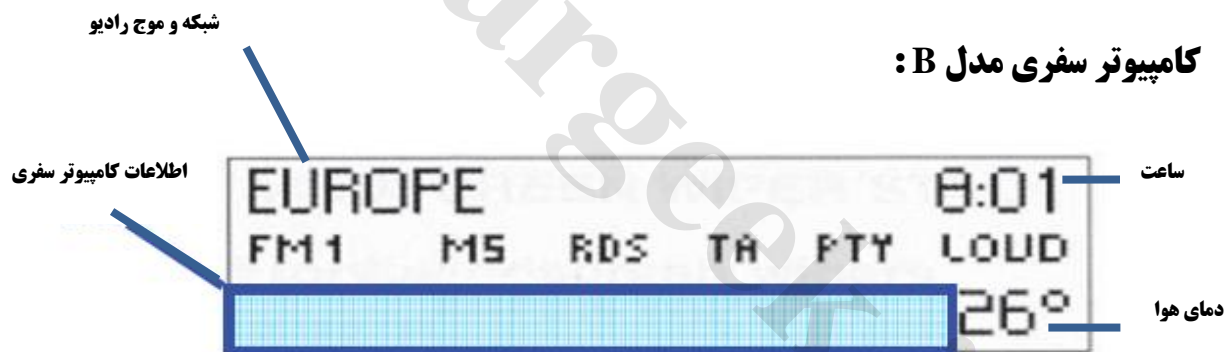 شبکه و موج رادیو
کامپیوتر سفری مدل B :
اطلاعات کامپیوتر سفری
EUROPE 8:01
ساعت
FM1 M5 RDS TA PTY LOUD
26°
دمای هوا